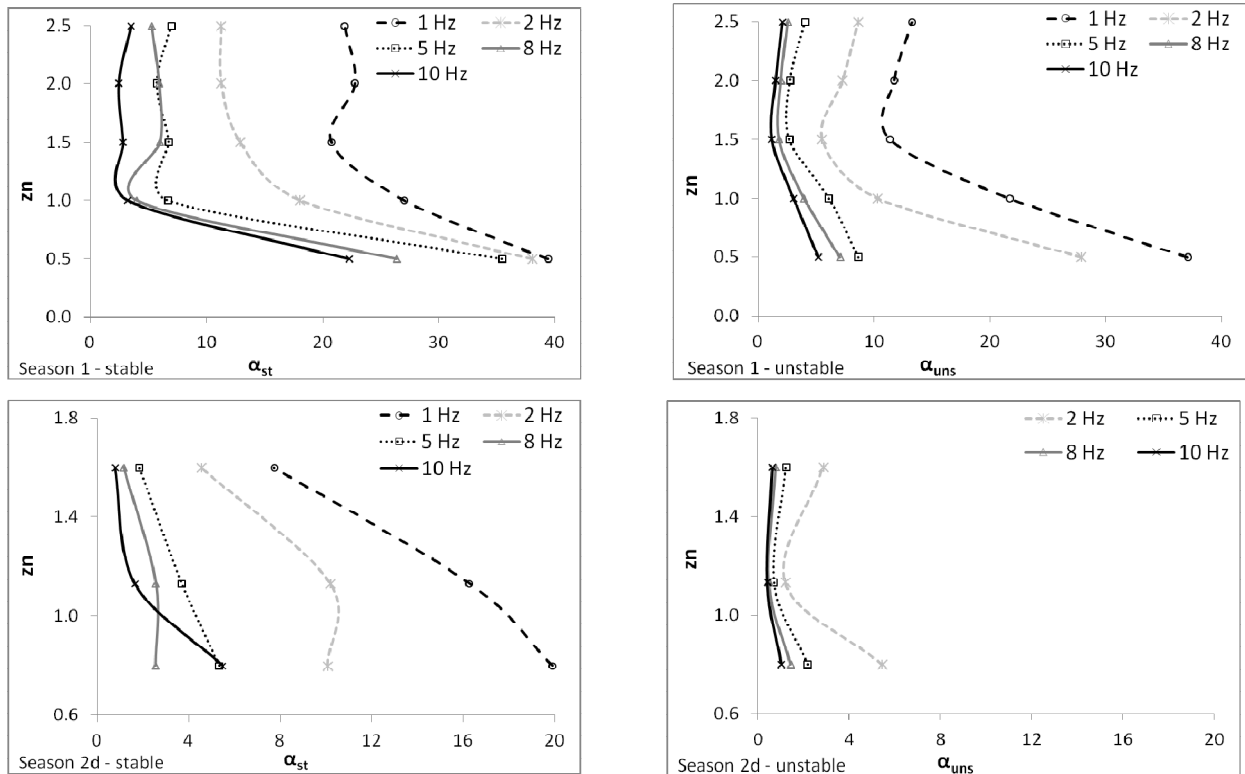 1 Hz 2 Hz
5 Hz 8 Hz
10 Hz
2.5
2.0
1.5
1.0
0.5
0.0
zn
0 10 20 30 40
Season 1 - stable
αst
1 Hz 2 Hz
5 Hz 8 Hz
10 Hz
2.5
2.0
1.5
1.0
0.5
0.0
zn
0 10 20 30 40
Season 1 - unstable
αuns
1 Hz 2 Hz
5 Hz 8 Hz
10 Hz
1.8
1.4
1.0
0.6
zn
0 4 8 12 16 20
Season 2d - stable
αst
2 Hz 5 Hz
8 Hz 10 Hz
1.8
1.4
1.0
0.6
zn
0 4 8 12 16 20
Season 2d - unstable
αuns